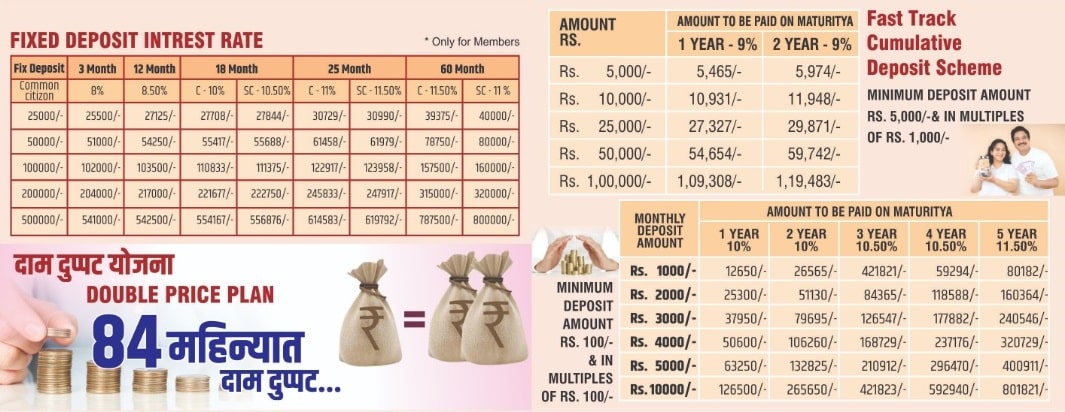 FIXED DEPOSIT INTREST RATE
* Only for Members
Fix Deposit 3 Month 12 Month 18 Month 25 Month 60 Month
Common citizon 8% 8.50% C - 10% SC - 10.50% C - 11% SC - 11.50% C - 11.50% SC - 11 %
25000/- 25500/- 27125/- 27708/- 27844/- 30729/- 30990/- 39375/- 40000/-
50000/- 51000/- 54250/- 55417/- 55688/- 61458/- 61979/- 78750/- 80000/-
100000/- 102000/- 103500/- 110833/- 111375/- 122917/- 123958/- 157500/- 160000/-
200000/- 204000/- 217000/- 221677/- 222750/- 245833/- 247917/- 315000/- 320000/-
500000/- 541000/- 542500/- 554167/- 556876/- 614583/- 619792/- 787500/- 800000/-
दाम दुप्पट योजना
DOUBLE PRICE PLAN
84 महिन्यात
दाम दुप्पट...
₹ = ₹ ₹
AMOUNT RS. AMOUNT TO BE PAID ON MATURITYA
1 YEAR - 9% 2 YEAR - 9%
Rs. 5,000/- 5,465/- 5,974/-
Rs. 10,000/- 10,931/- 11,948/-
Rs. 25,000/- 27,327/- 29,871/-
Rs. 50,000/- 54,654/- 59,742/-
Rs. 1,00,000/- 1,09,308/- 1,19,483/-
Fast Track
Cumulative
Deposit Scheme
MINIMUM DEPOSIT AMOUNT
RS. 5,000/-& IN MULTIPLES
OF RS. 1,000/-
MINIMUM
DEPOSIT
AMOUNT
RS. 100/-
& IN
MULTIPLES
OF RS. 100/-
MONTHLY DEPOSIT AMOUNT AMOUNT TO BE PAID ON MATURITYA
1 YEAR 10% 2 YEAR 10% 3 YEAR 10.50% 4 YEAR 10.50% 5 YEAR 11.50%
Rs. 1000/- 12650/- 26565/- 421821/- 59294/- 80182/-
Rs. 2000/- 25300/- 51130/- 84365/- 118588/- 160364/-
Rs. 3000/- 37950/- 79695/- 126547/- 177882/- 240546/-
Rs. 4000/- 50600/- 106260/- 168729/- 237176/- 320729/-
Rs. 5000/- 63250/- 132825/- 210912/- 296470/- 400911/-
Rs.10000/- 126500/- 265650/- 421823/- 592940/- 801821/-